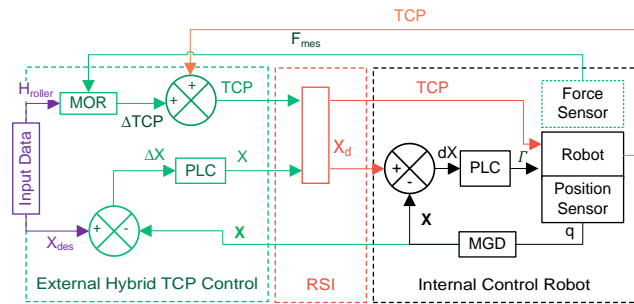 TCP
F_mes
H_roller
MOR
ΔTCP
+
+
TCP
TCP
Force
Sensor
Input Data
ΔX
PLC
X
X_d
+
-
dX
PLC
Γ
Robot
Position
Sensor
+
-
X_des
X
X
MGD
q
External Hybrid TCP Control
RSI
Internal Control Robot